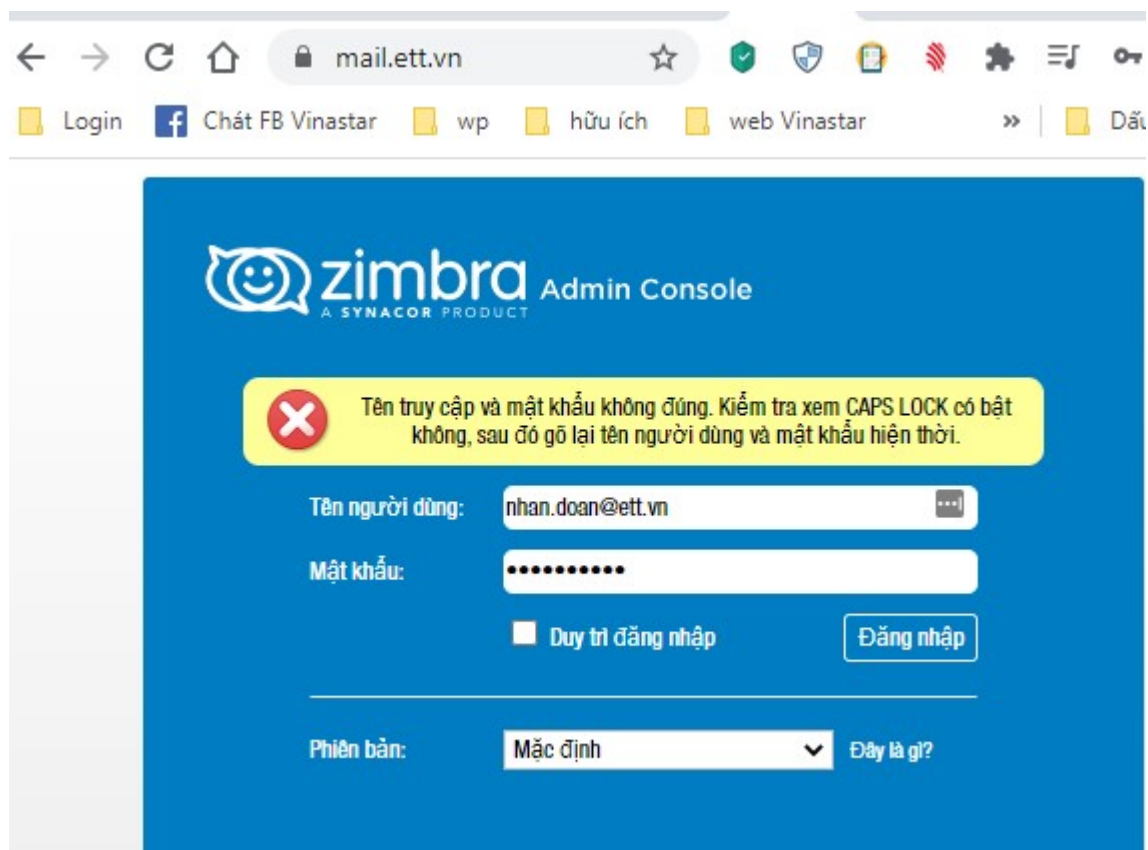 mail.ett.vn
Login Chát FB Vinastar wp hữu ích web Vinastar » Dấu
zimbra Admin Console
A SYNACOR PRODUCT
Tên truy cập và mật khẩu không đúng. Kiểm tra xem CAPS LOCK có bật
không, sau đó gõ lại tên người dùng và mật khẩu hiện thời.
Tên người dùng: nhan.doan@ett.vn
Mật khẩu: ••••••••••
Duy trì đăng nhập Đăng nhập
Phiên bản: Mặc định Đây là gì?